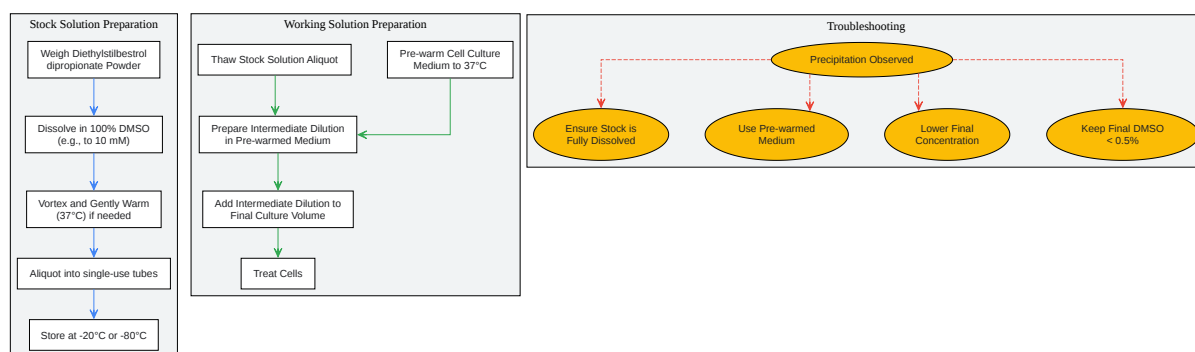 Stock Solution Preparation
Weigh Diethylstilbestrol
dipropionate Powder
Dissolve in 100% DMSO
(e.g., to 10 mM)
Vortex and Gently Warm
(37°C) if needed
Aliquot into single-use tubes
Store at -20°C or -80°C
Working Solution Preparation
Thaw Stock Solution Aliquot
Pre-warm Cell Culture
Medium to 37°C
Prepare Intermediate Dilution
in Pre-warmed Medium
Add Intermediate Dilution to
Final Culture Volume
Treat Cells
Troubleshooting
Precipitation Observed
Ensure Stock is
Fully Dissolved
Use Pre-warmed
Medium
Lower Final
Concentration
Keep Final DMSO
< 0.5%